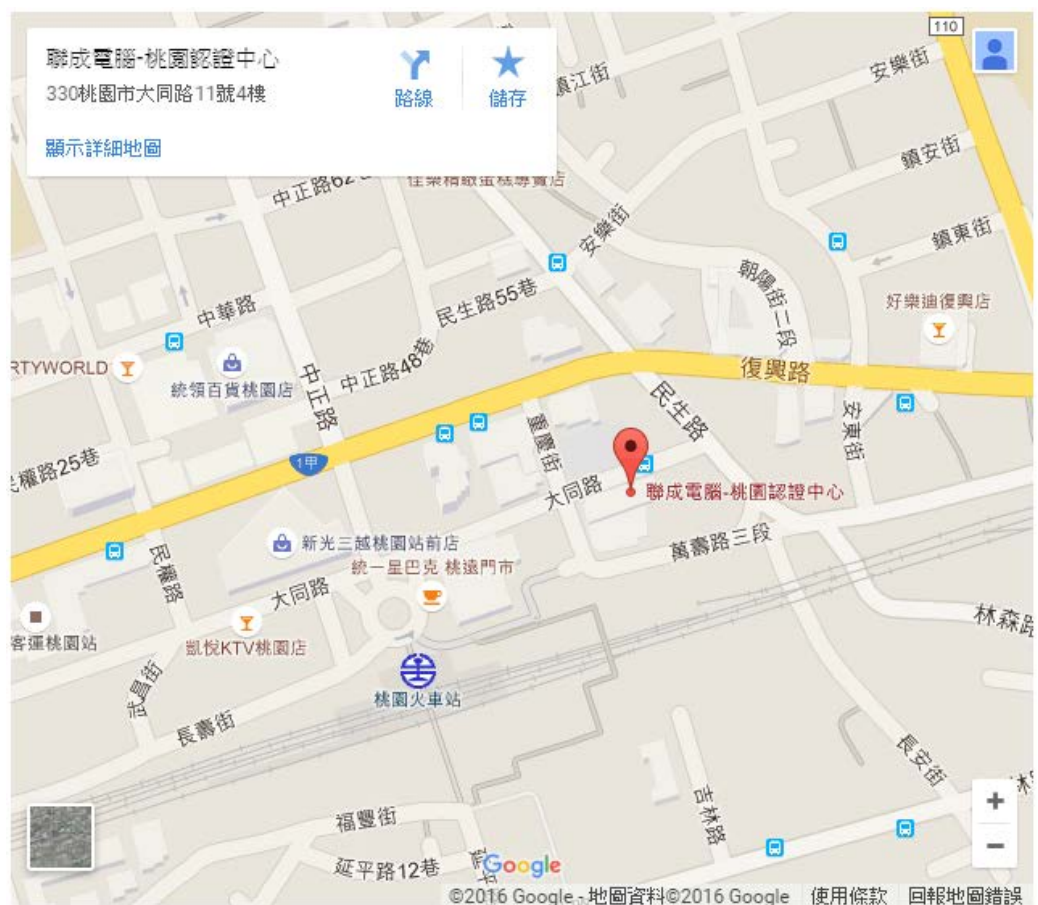 聯成電腦-桃園認證中心
330桃園市大同路11號4樓
路線
儲存
顯示詳細地圖
110
鎮江街
安樂街
鎮安街
中正路62
佳樂精緻蛋糕專賣店
安樂街
鎮東街
朝陽街二段
民生路55巷
中華路
好樂迪復興店
RTYWORLD
統領百貨桃園店
中正路48巷
中正路
復興路
民生路
重慶街
安東街
1甲
民權路25巷
大同路
聯成電腦-桃園認證中心
新光三越桃園站前店
萬壽路三段
統一星巴克 桃遠門市
民權路
大同路
林森路
客運桃園站
凱悅KTV桃園店
桃園火車站
武昌街
長壽街
長安街
吉林路
林
福豐街
延平路12巷
延平
Google
©2016 Google - 地圖資料©2016 Google
使用條款
回報地圖錯誤